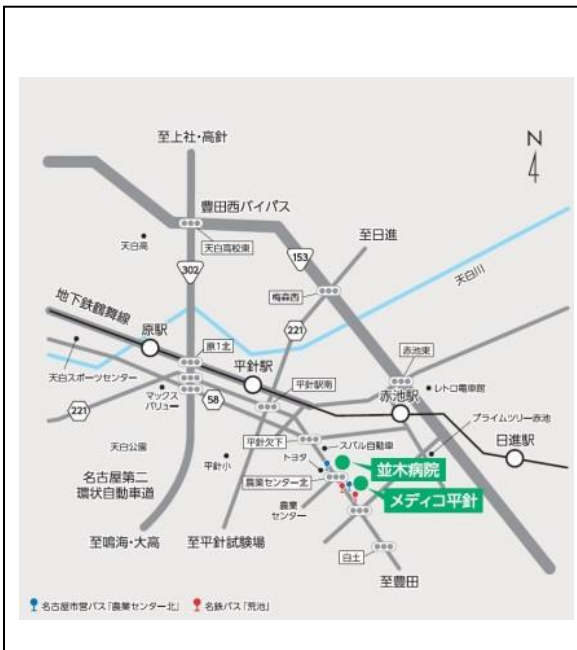 至上社・高針
N
豊田西バイパス
天白高
天白高校東
至日進
302
153
天白川
梅森西
地下鉄鶴舞線
221
原駅
原1北
平針駅
赤池東
平針駅南
天白スポーツセンター
マックス
バリュー
58
赤池駅
レトロ電車館
221
プライムツリー赤池
日進駅
天白公園
平針欠下
スバル自動車
平針小
トヨタ
並木病院
名古屋第二
環状自動車道
農業センター北
メディコ平針
農業
センター
至鳴海・大高
至平針試験場
白土
至豊田
名古屋市営バス「農業センター北」
名鉄バス「荒池」